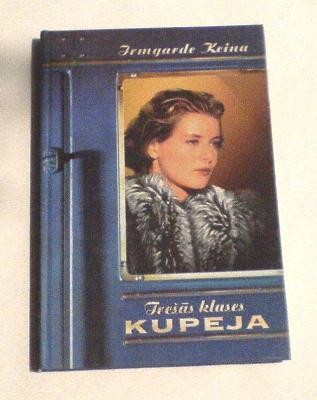 Irmgarde Keina
Trešās klases
KUPEJA